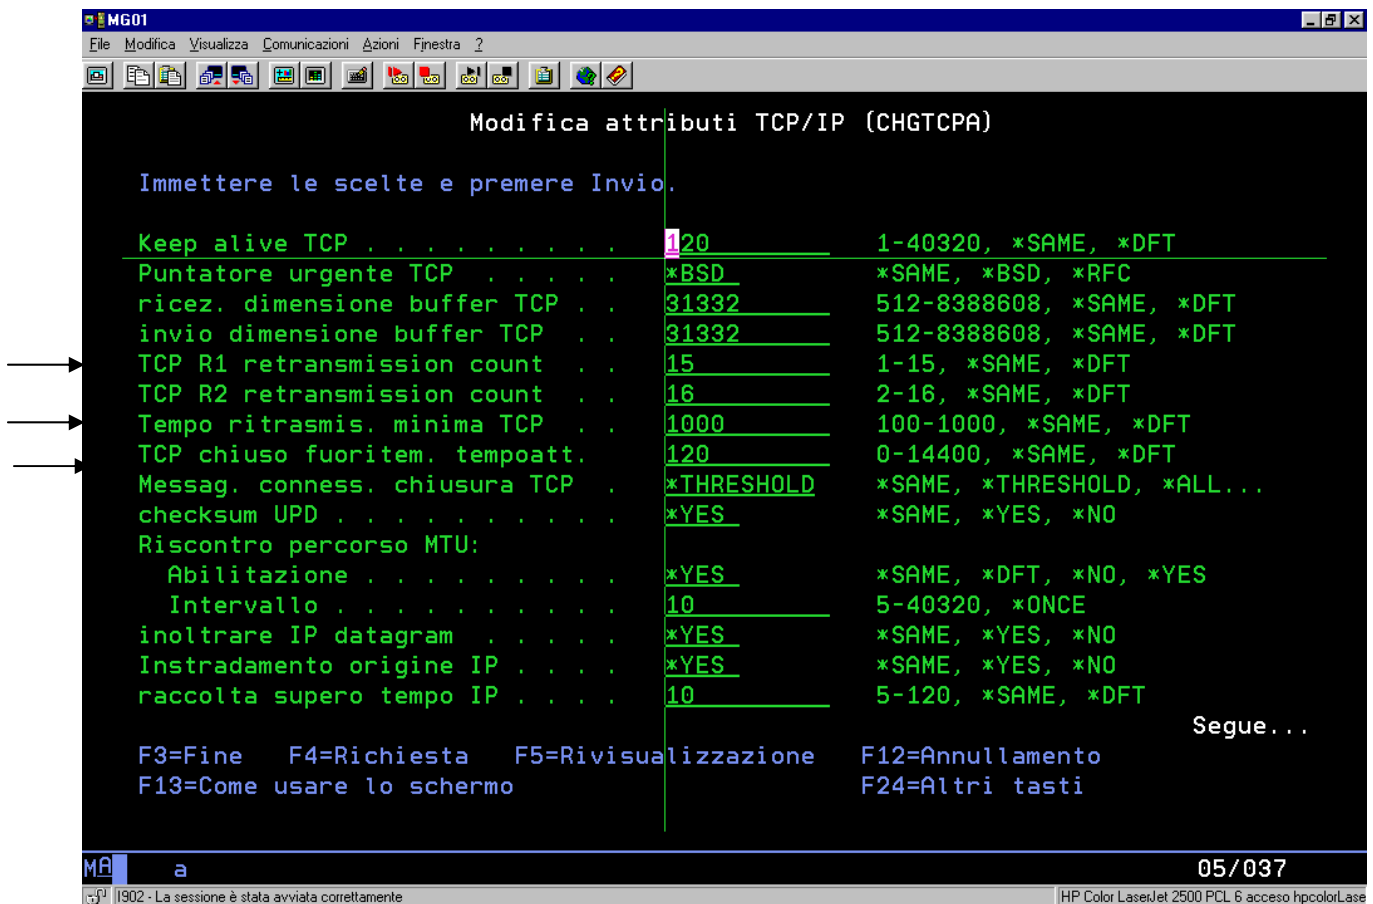 MG01
File Modifica Visualizza Comunicazioni Azioni Finestra ?
Modifica attributi TCP/IP (CHGTCPA)
Immettere le scelte e premere Invio.
Keep alive TCP . . . . . . . . . 120 1-40320, *SAME, *DFT
Puntatore urgente TCP . . . . . *BSD *SAME, *BSD, *RFC
ricez. dimensione buffer TCP . . 31332 512-8388608, *SAME, *DFT
invio dimensione buffer TCP . . 31332 512-8388608, *SAME, *DFT
TCP R1 retransmission count . . 15 1-15, *SAME, *DFT
TCP R2 retransmission count . . 16 2-16, *SAME, *DFT
Tempo ritrasmis. minima TCP . . 1000 100-1000, *SAME, *DFT
TCP chiuso fuoritem. tempoatt. 120 0-14400, *SAME, *DFT
Messag. conness. chiusura TCP . *THRESHOLD *SAME, *THRESHOLD, *ALL...
checksum UPD . . . . . . . . . . *YES *SAME, *YES, *NO
Riscontro percorso MTU:
Abilitazione . . . . . . . . . *YES *SAME, *DFT, *NO, *YES
Intervallo . . . . . . . . . . 10 5-40320, *ONCE
inoltrare IP datagram . . . . . *YES *SAME, *YES, *NO
Instradamento origine IP . . . . *YES *SAME, *YES, *NO
raccolta supero tempo IP . . . . 10 5-120, *SAME, *DFT
Segue...
F3=Fine F4=Richiesta F5=Rivisualizzazione F12=Annullamento
F13=Come usare lo schermo F24=Altri tasti
MA a 05/037
I902 - La sessione è stata avviata correttamente HP Color LaserJet 2500 PCL 6 acceso hpcolorLase